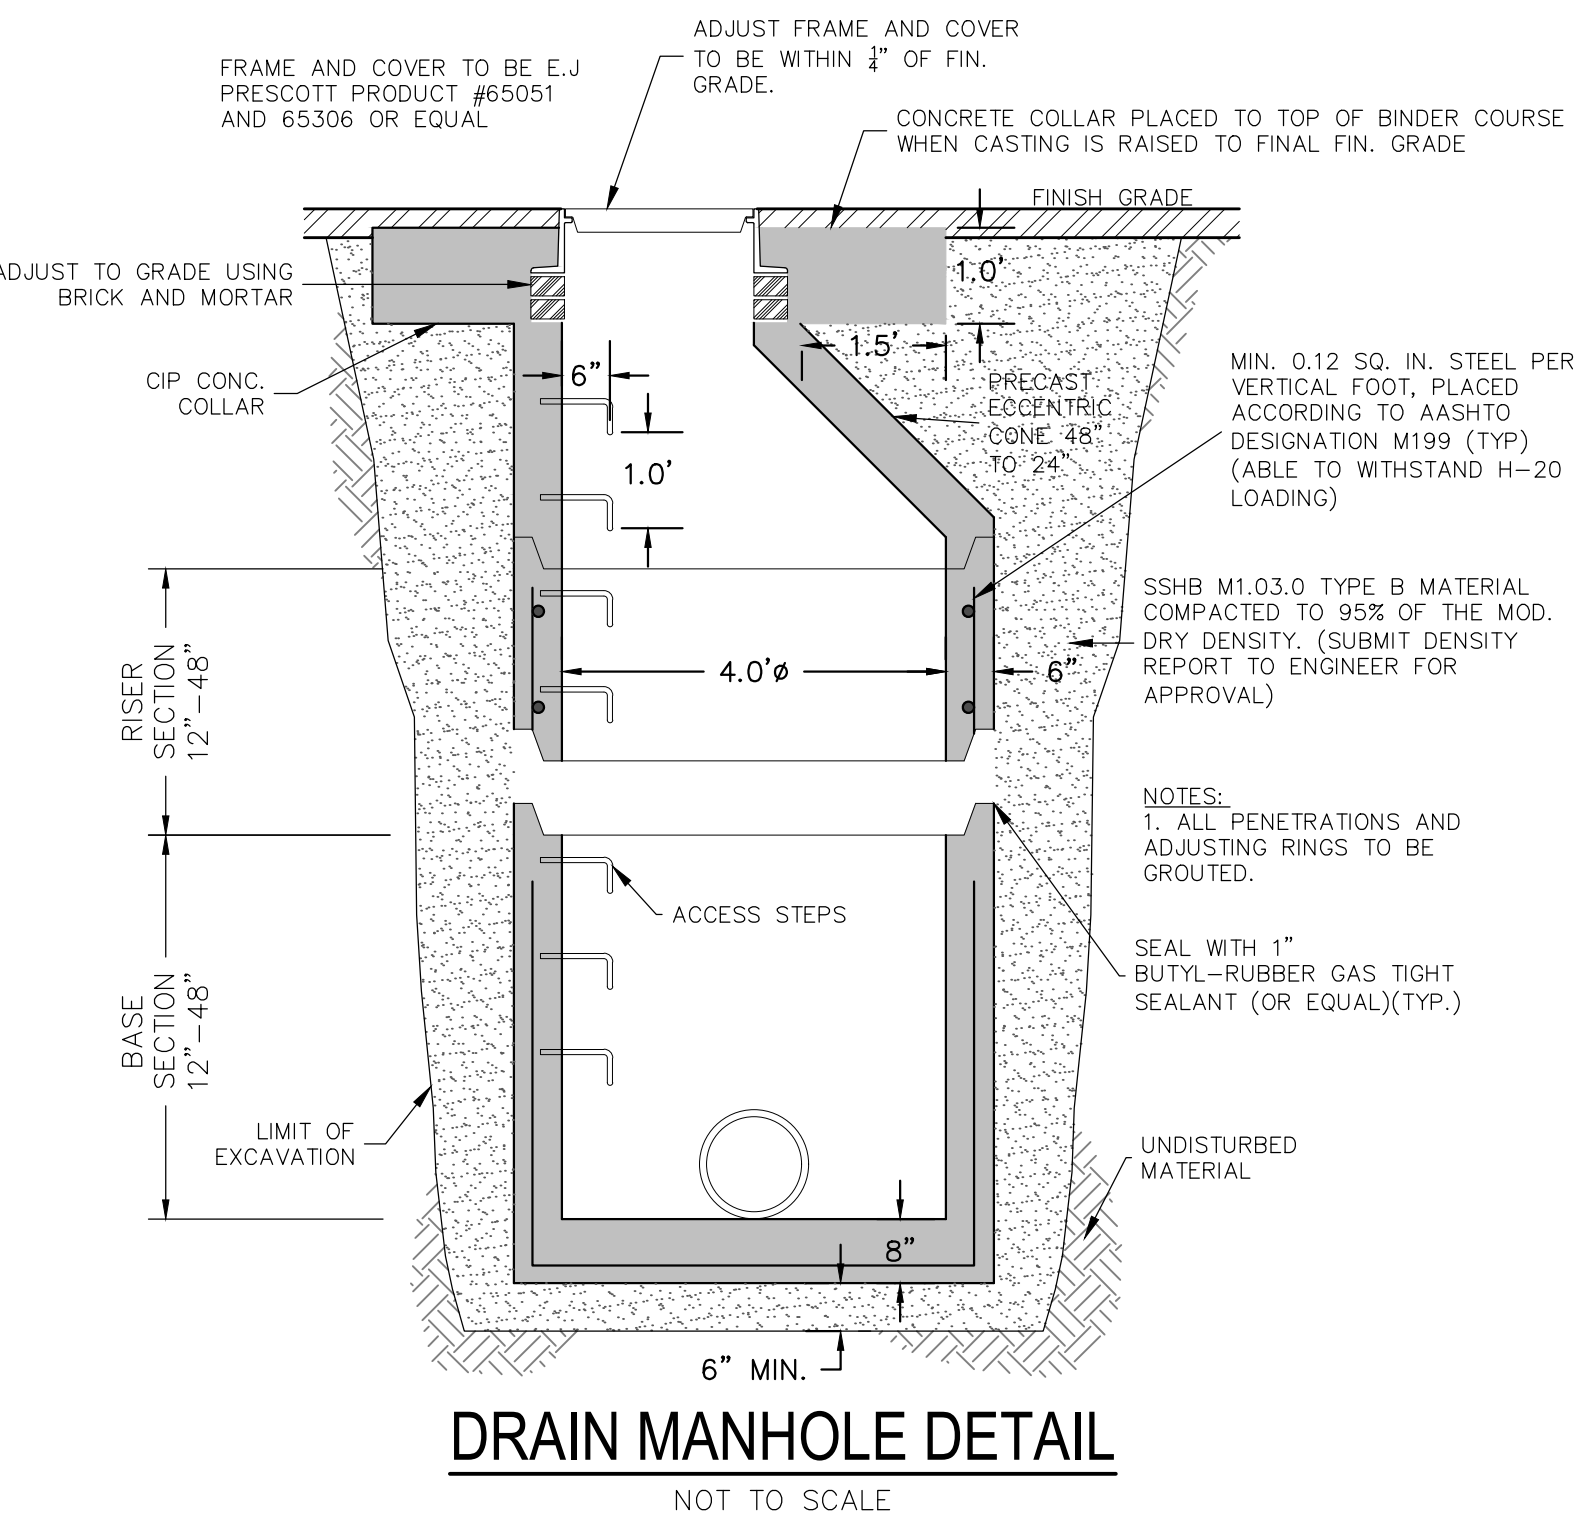 ADJUST FRAME AND COVER
TO BE WITHIN 1/4" OF FIN.
GRADE.
FRAME AND COVER TO BE E.J
PRESCOTT PRODUCT #65051
AND 65306 OR EQUAL
CONCRETE COLLAR PLACED TO TOP OF BINDER COURSE
WHEN CASTING IS RAISED TO FINAL FIN. GRADE
FINISH GRADE
ADJUST TO GRADE USING
BRICK AND MORTAR
1.0'
1.5'
CIP CONC.
COLLAR
6"
1.0'
PRECAST
ECCENTRIC
CONE 48"
TO 24"
MIN. 0.12 SQ. IN. STEEL PER
VERTICAL FOOT, PLACED
ACCORDING TO AASHTO
DESIGNATION M199 (TYP)
(ABLE TO WITHSTAND H-20
LOADING)
SSHB M1.03.0 TYPE B MATERIAL
COMPACTED TO 95% OF THE MOD.
DRY DENSITY. (SUBMIT DENSITY
REPORT TO ENGINEER FOR
APPROVAL)
RISER
SECTION
12"-48"
4.0'ø
6"
NOTES:
1. ALL PENETRATIONS AND
ADJUSTING RINGS TO BE
GROUTED.
ACCESS STEPS
SEAL WITH 1"
BUTYL-RUBBER GAS TIGHT
SEALANT (OR EQUAL)(TYP.)
BASE
SECTION
12"-48"
LIMIT OF
EXCAVATION
UNDISTURBED
MATERIAL
8"
6" MIN.
DRAIN MANHOLE DETAIL
NOT TO SCALE